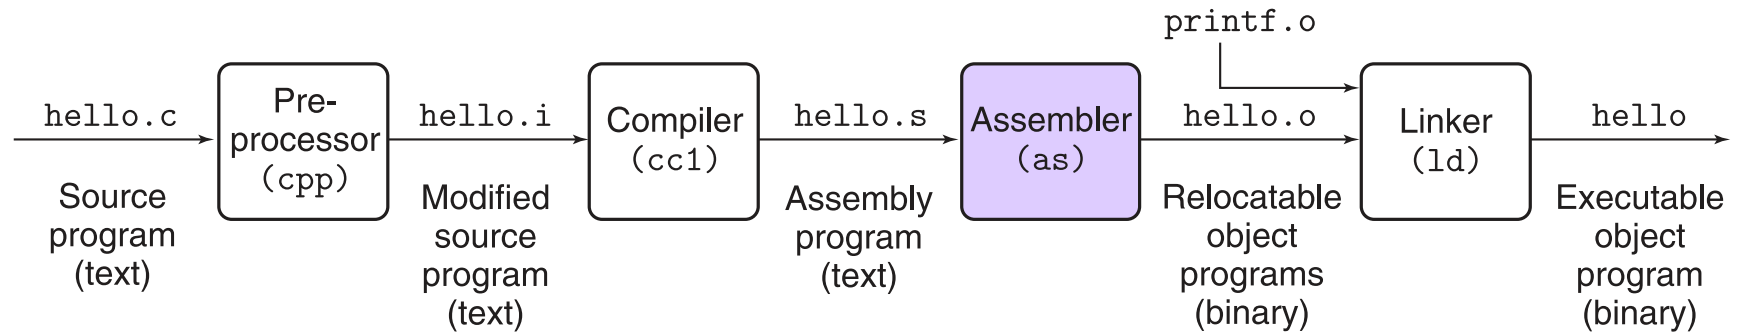 printf.o
hello.c
Pre-
processor
(cpp)
hello.i
Compiler
(cc1)
hello.s
Assembler
(as)
hello.o
Linker
(ld)
hello
Source
program
(text)
Modified
source
program
(text)
Assembly
program
(text)
Relocatable
object
programs
(binary)
Executable
object
program
(binary)